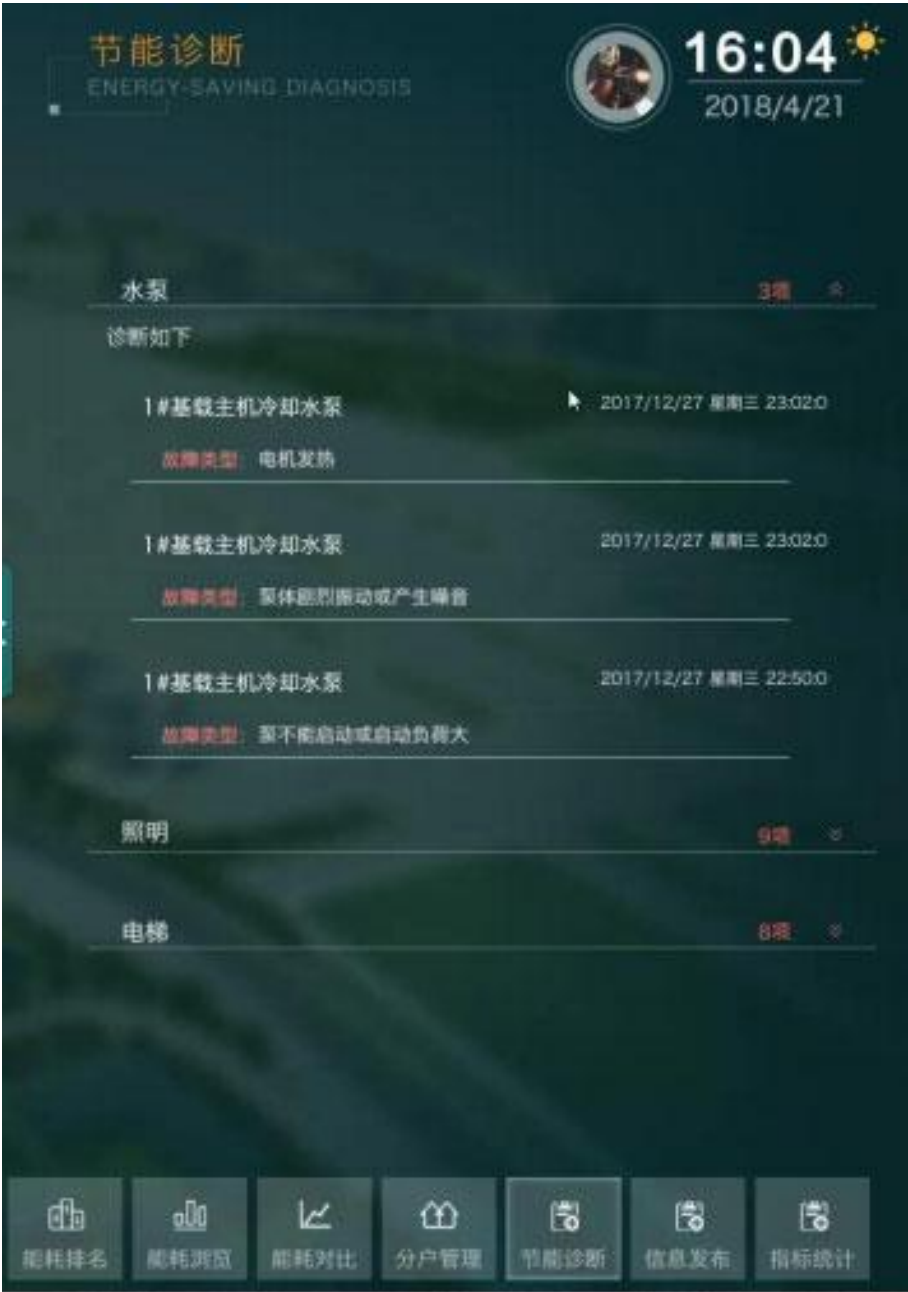 节能诊断
ENERGY-SAVING DIAGNOSIS
16:04
2018/4/21
水泵 3项
诊断如下
1#基载主机冷却水泵 2017/12/27 星期三 23:02:0
故障类型: 电机发热
1#基载主机冷却水泵 2017/12/27 星期三 23:02:0
故障类型: 泵体剧烈振动或产生噪音
1#基载主机冷却水泵 2017/12/27 星期三 22:50:0
故障类型: 泵不能启动或启动负荷大
照明 9项
电梯 8项
能耗排名 能耗浏览 能耗对比 分户管理 节能诊断 信息发布 指标统计